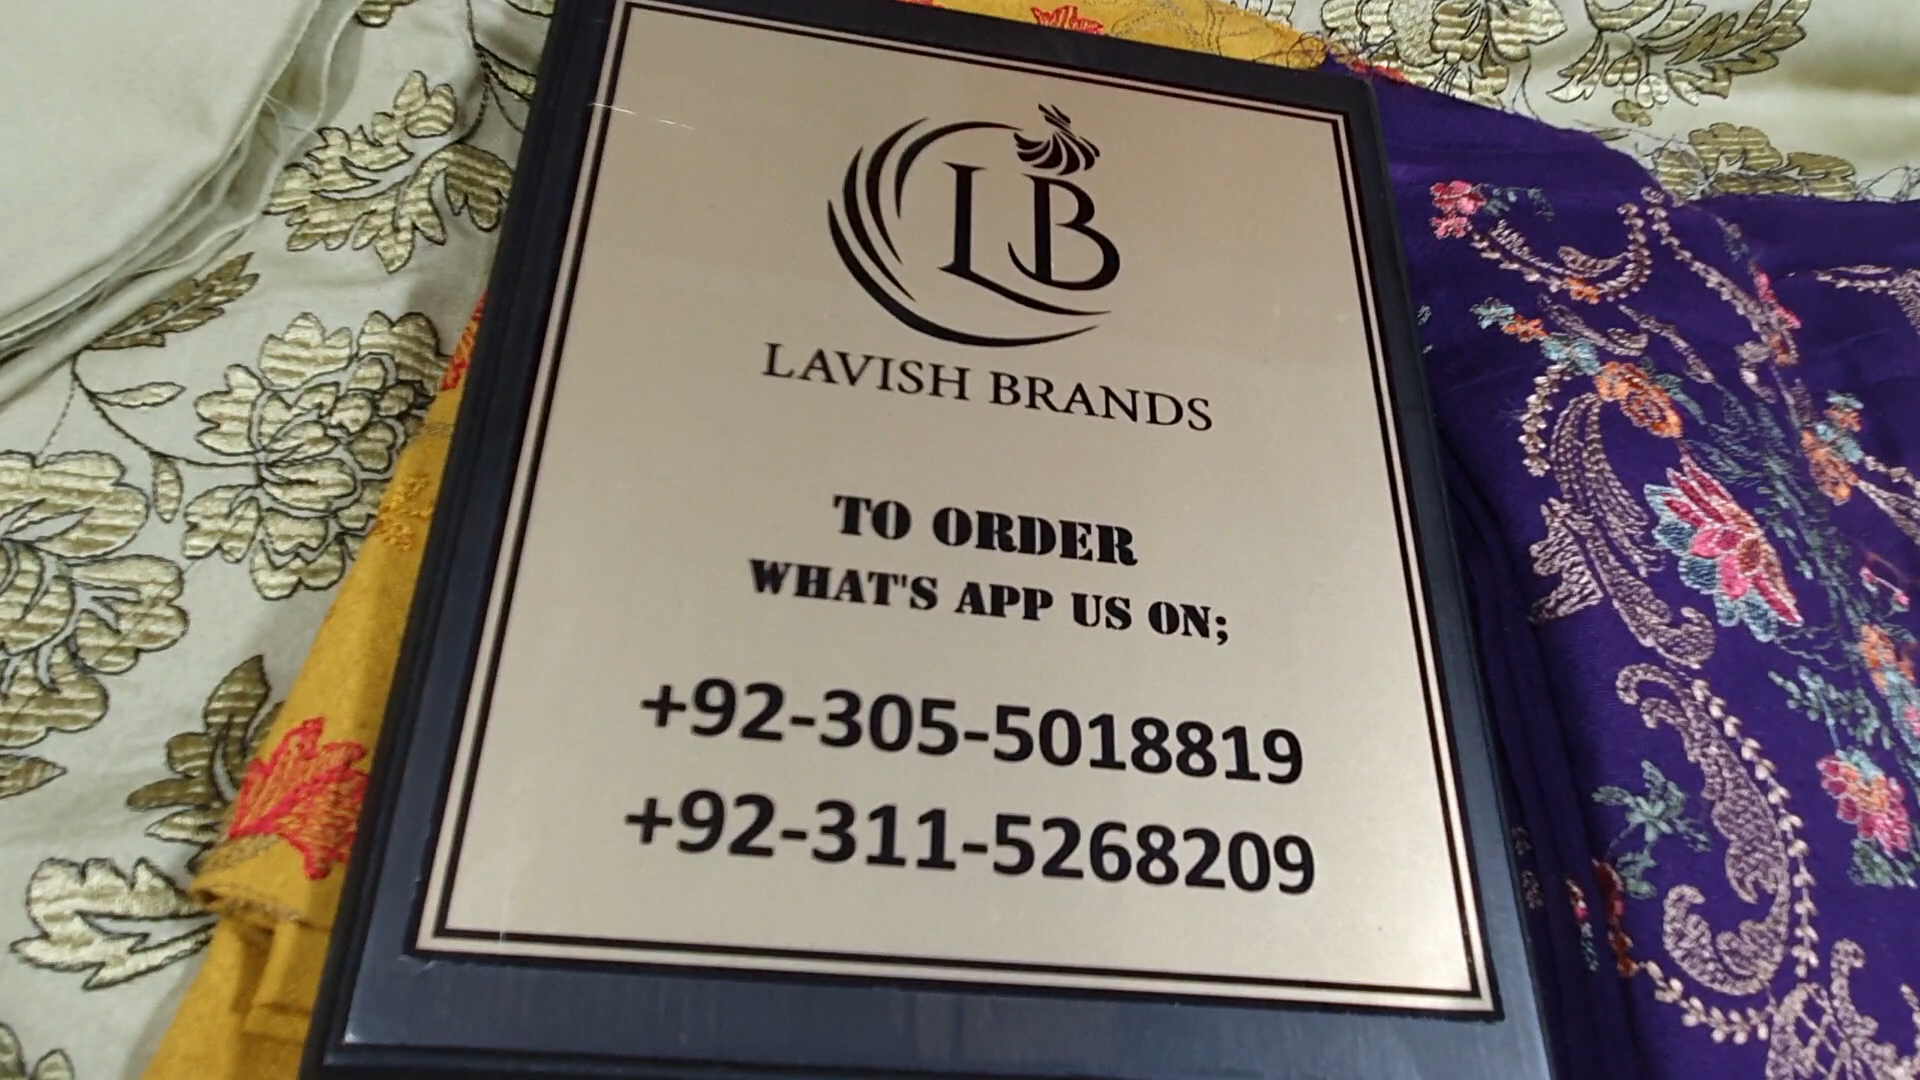 LB
LAVISH BRANDS
TO ORDER
WHAT'S APP US ON;
+92-305-5018819
+92-311-5268209